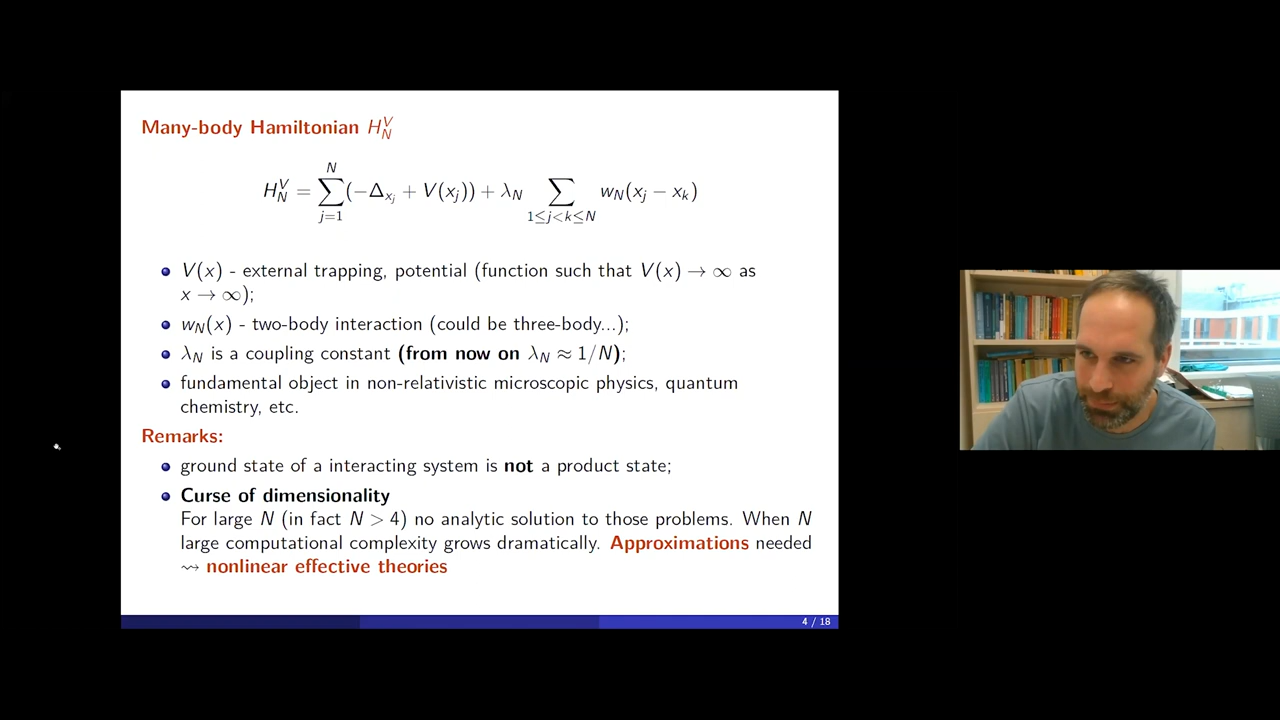 Many-body Hamiltonian H_N^V
N
H_N^V = ∑(−Δ_{x_j} + V(x_j)) + λ_N ∑ w_N(x_j − x_k)
j=1 1≤j<k≤N
V(x) - external trapping, potential (function such that V(x) → ∞ as
x → ∞);
w_N(x) - two-body interaction (could be three-body...);
λ_N is a coupling constant (from now on λ_N ≈ 1/N);
fundamental object in non-relativistic microscopic physics, quantum
chemistry, etc.
Remarks:
ground state of a interacting system is not a product state;
Curse of dimensionality
For large N (in fact N > 4) no analytic solution to those problems. When N
large computational complexity grows dramatically. Approximations needed
⇝ nonlinear effective theories
4 / 18